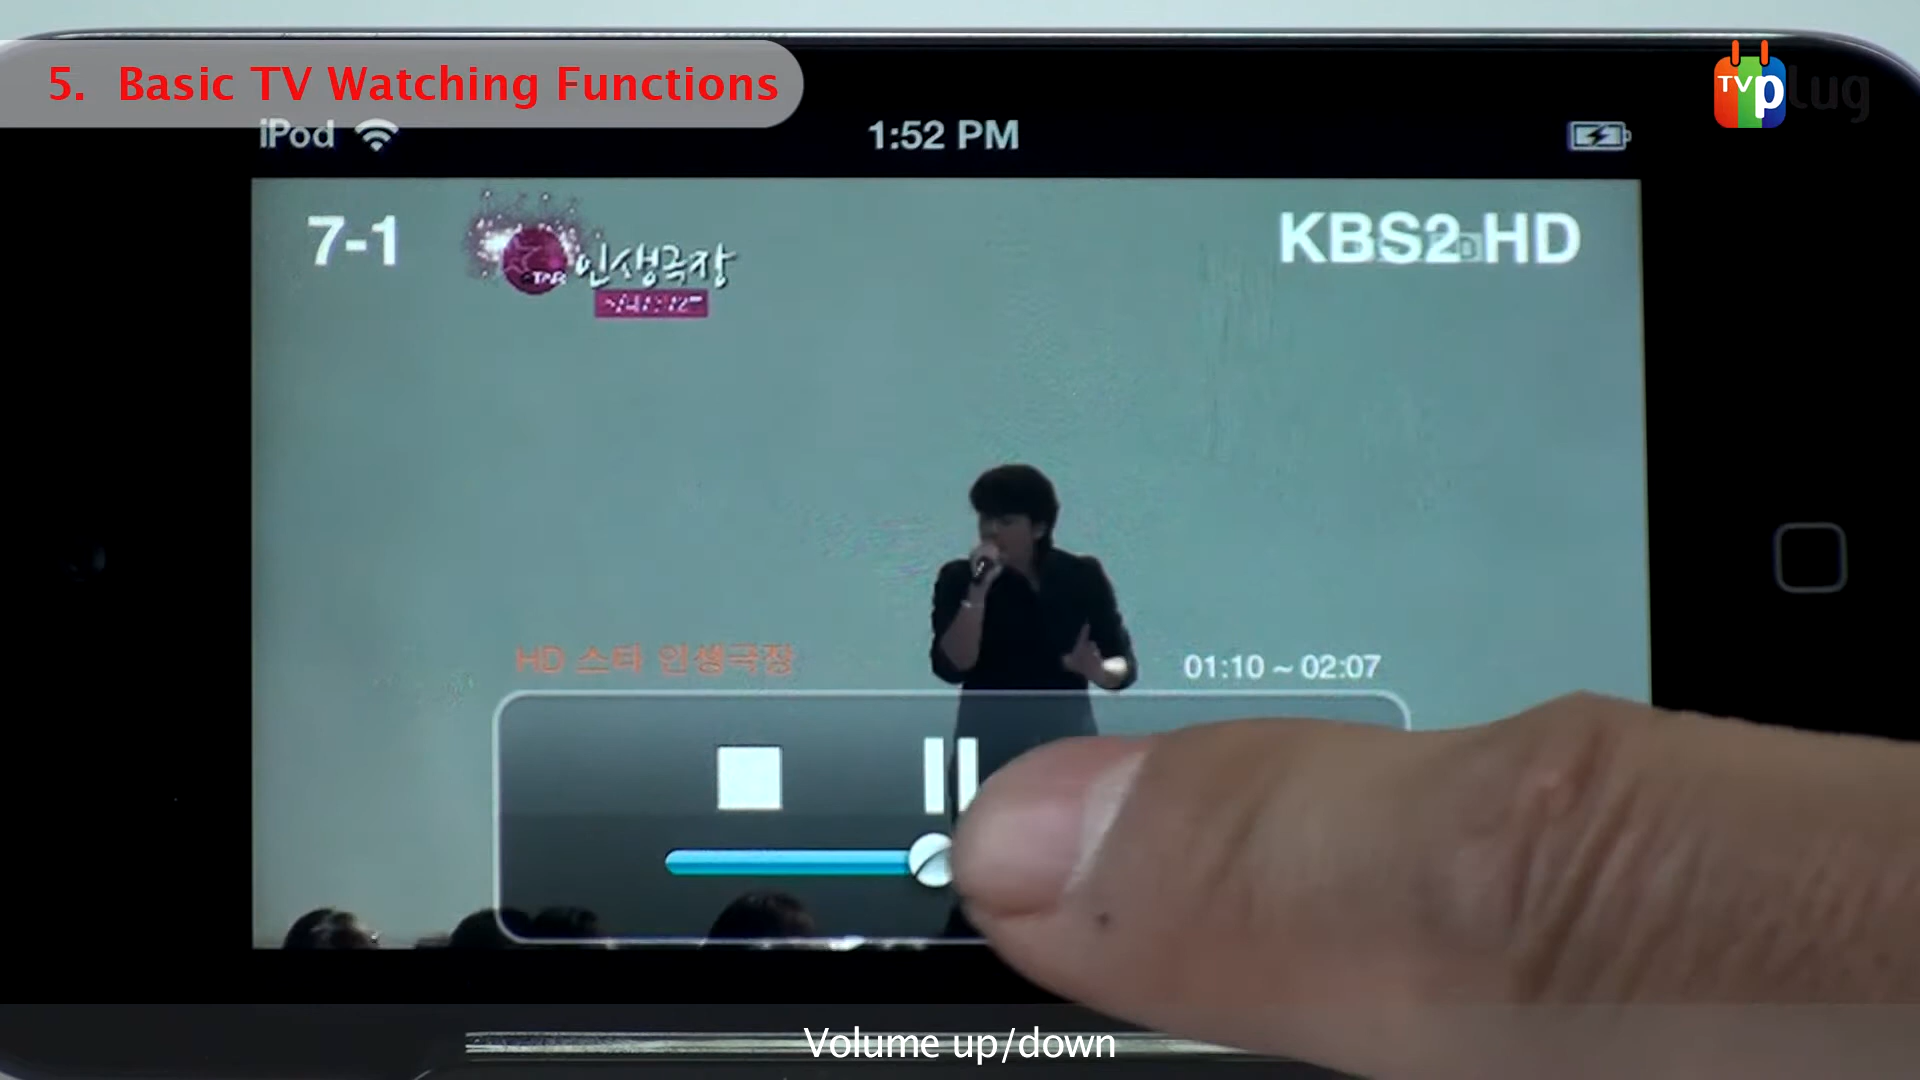 5. Basic TV Watching Functions
TV plug
iPod
1:52 PM
7-1
STAR 인생극장
KBS2 HD
HD 스타 인생극장
01:10 ~ 02:07
Volume up/down